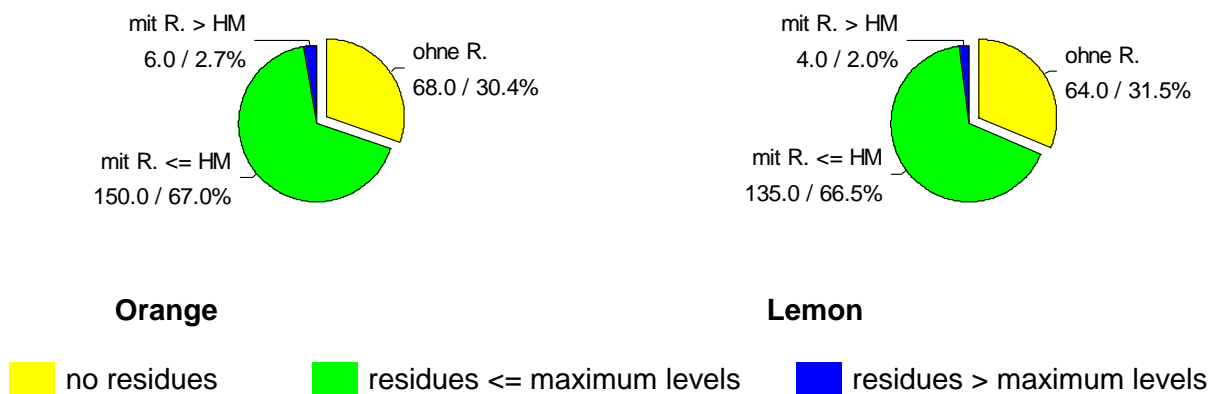 mit R. > HM
6.0 / 2.7%
ohne R.
68.0 / 30.4%
mit R. <= HM
150.0 / 67.0%
mit R. > HM
4.0 / 2.0%
ohne R.
64.0 / 31.5%
mit R. <= HM
135.0 / 66.5%
Orange
Lemon
no residues
residues <= maximum levels
residues > maximum levels